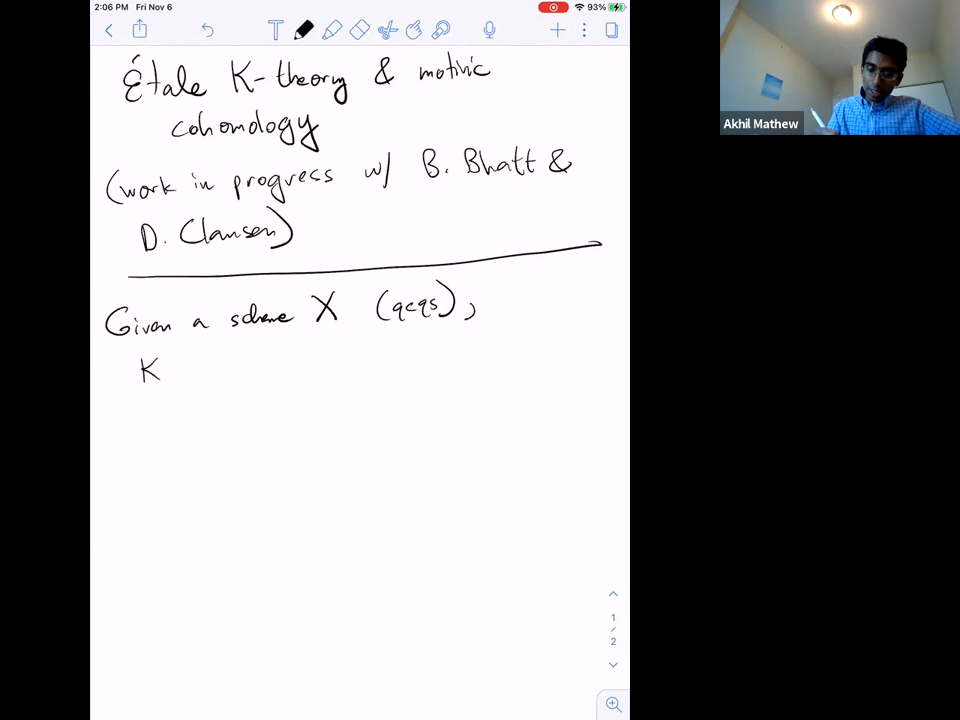 2:06 PM Fri Nov 6
93%
Étale K-theory & motivic
cohomology
(work in progress w/ B. Bhatt &
D. Clausen)
Given a scheme X (qcqs),
K
1
/
2
Akhil Mathew